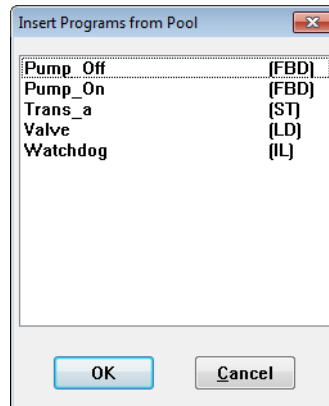 Insert Programs from Pool
Pump_Off (FBD)
Pump_On (FBD)
Trans_a (ST)
Valve (LD)
Watchdog (IL)
OK Cancel